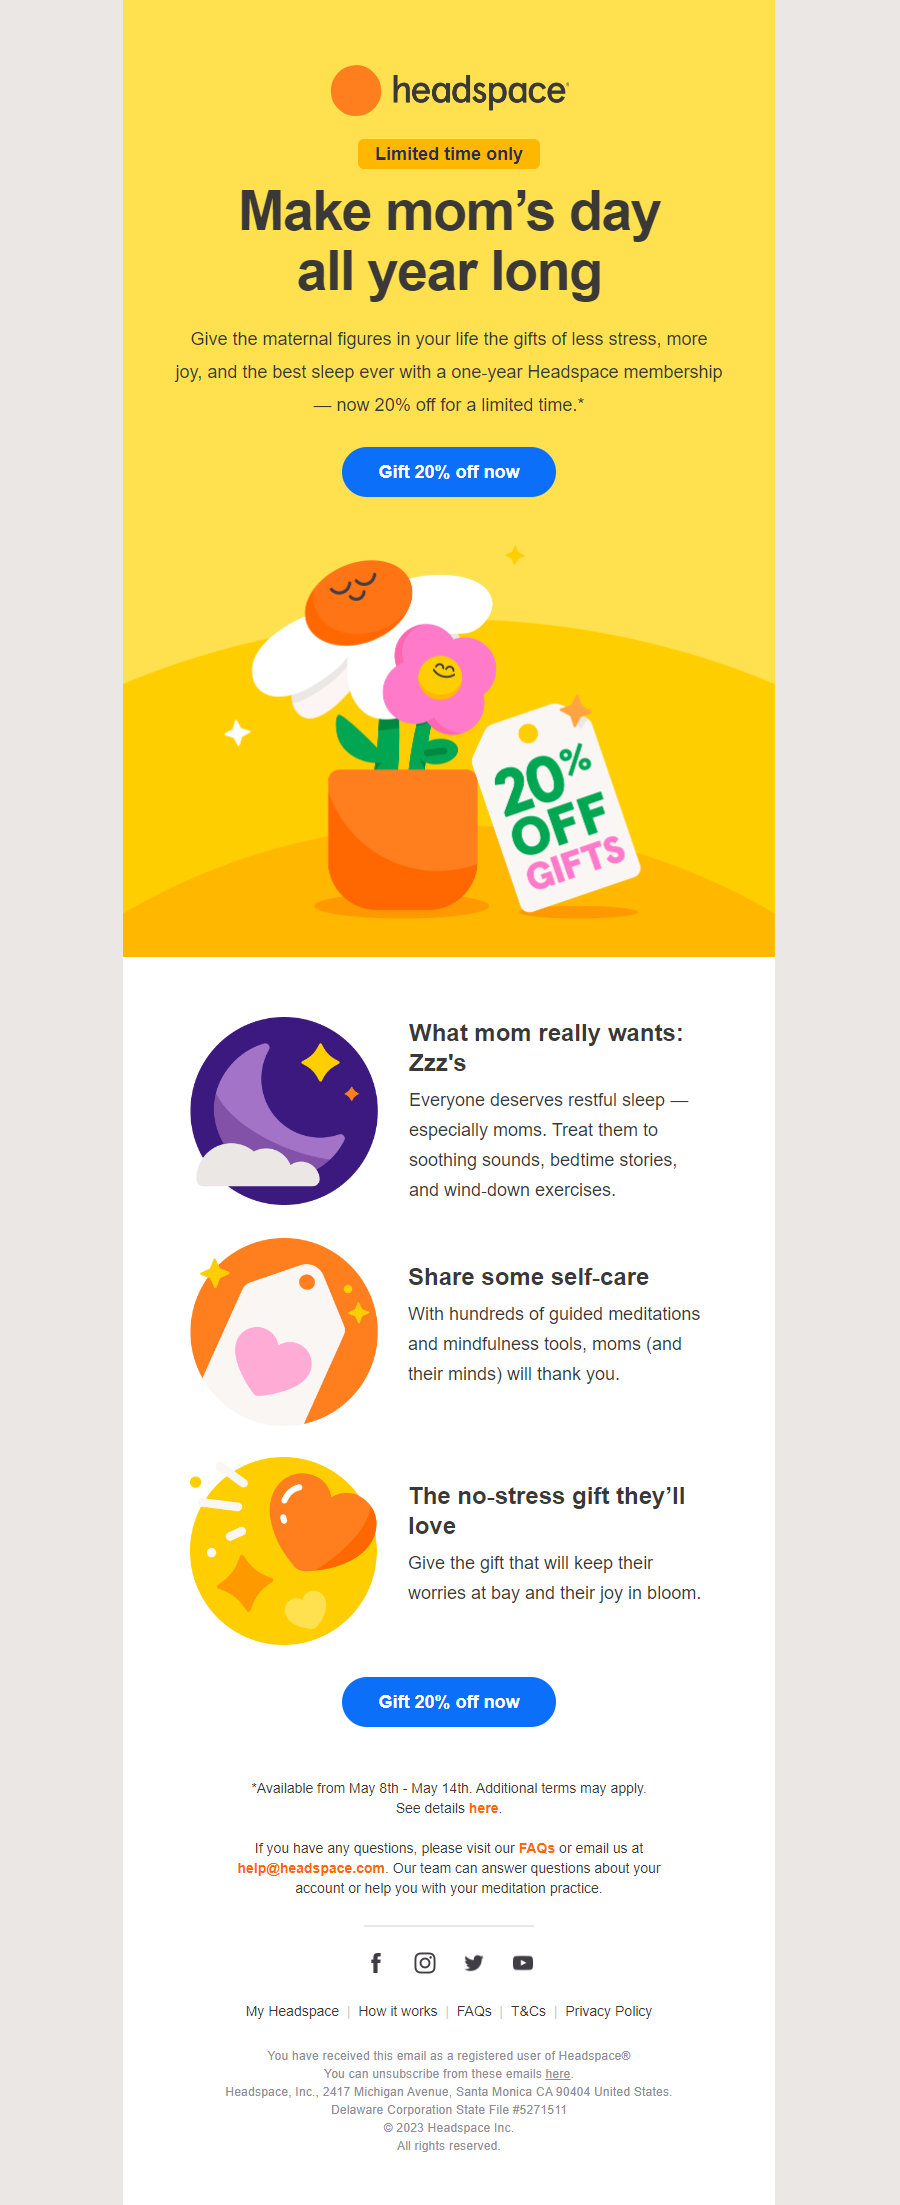 headspace
Limited time only
Make mom’s day
all year long
Give the maternal figures in your life the gifts of less stress, more
joy, and the best sleep ever with a one-year Headspace membership
— now 20% off for a limited time.*
Gift 20% off now
20%
OFF
GIFTS
What mom really wants:
Zzz's
Everyone deserves restful sleep —
especially moms. Treat them to
soothing sounds, bedtime stories,
and wind-down exercises.
Share some self-care
With hundreds of guided meditations
and mindfulness tools, moms (and
their minds) will thank you.
The no-stress gift they’ll
love
Give the gift that will keep their
worries at bay and their joy in bloom.
Gift 20% off now
*Available from May 8th - May 14th. Additional terms may apply.
See details here.
If you have any questions, please visit our FAQs or email us at
help@headspace.com. Our team can answer questions about your
account or help you with your meditation practice.
My Headspace | How it works | FAQs | T&Cs | Privacy Policy
You have received this email as a registered user of Headspace®
You can unsubscribe from these emails here.
Headspace, Inc., 2417 Michigan Avenue, Santa Monica CA 90404 United States.
Delaware Corporation State File #5271511
© 2023 Headspace Inc.
All rights reserved.